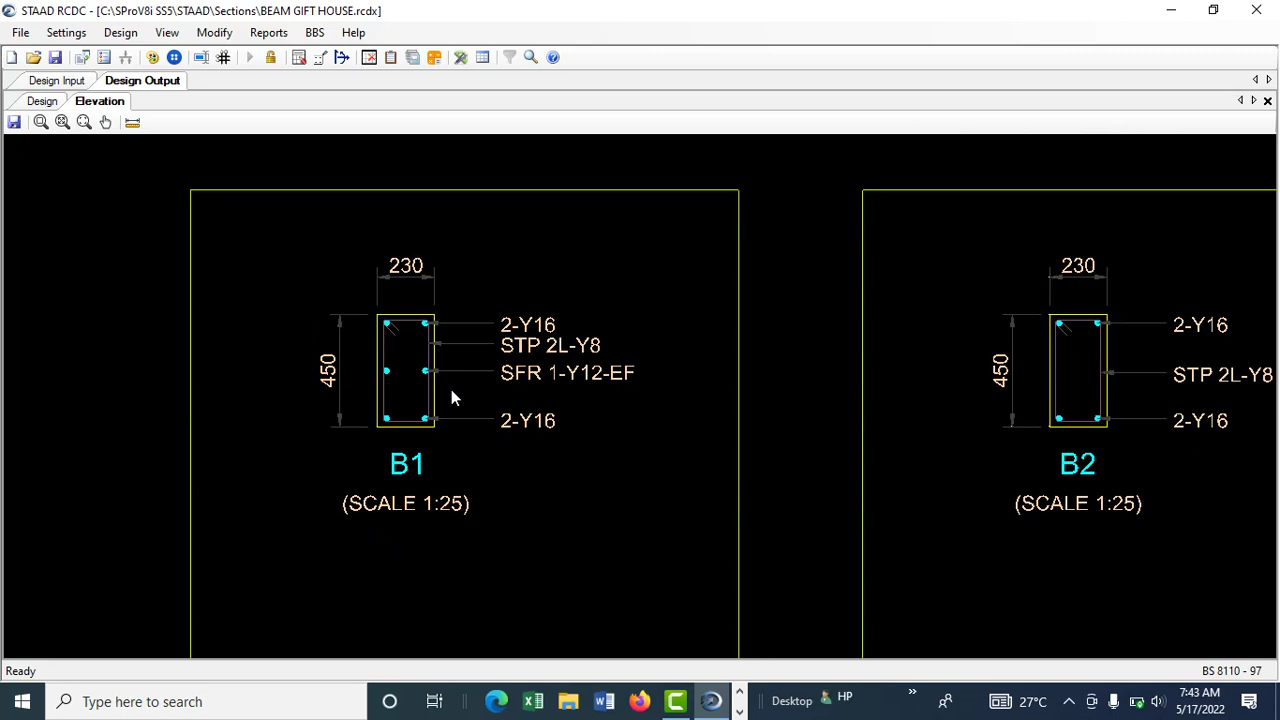 STAAD RCDC - [C:\SProV8i SS5\STAAD\Sections\BEAM GIFT HOUSE.rcdx]
File Settings Design View Modify Reports BBS Help
Design Input Design Output
Design Elevation
230
450
2-Y16
STP 2L-Y8
SFR 1-Y12-EF
2-Y16
B1
(SCALE 1:25)
230
450
2-Y16
STP 2L-Y8
2-Y16
B2
(SCALE 1:25)
Ready
BS 8110 - 97
Type here to search
Desktop
HP
27°C
7:43 AM
5/17/2022